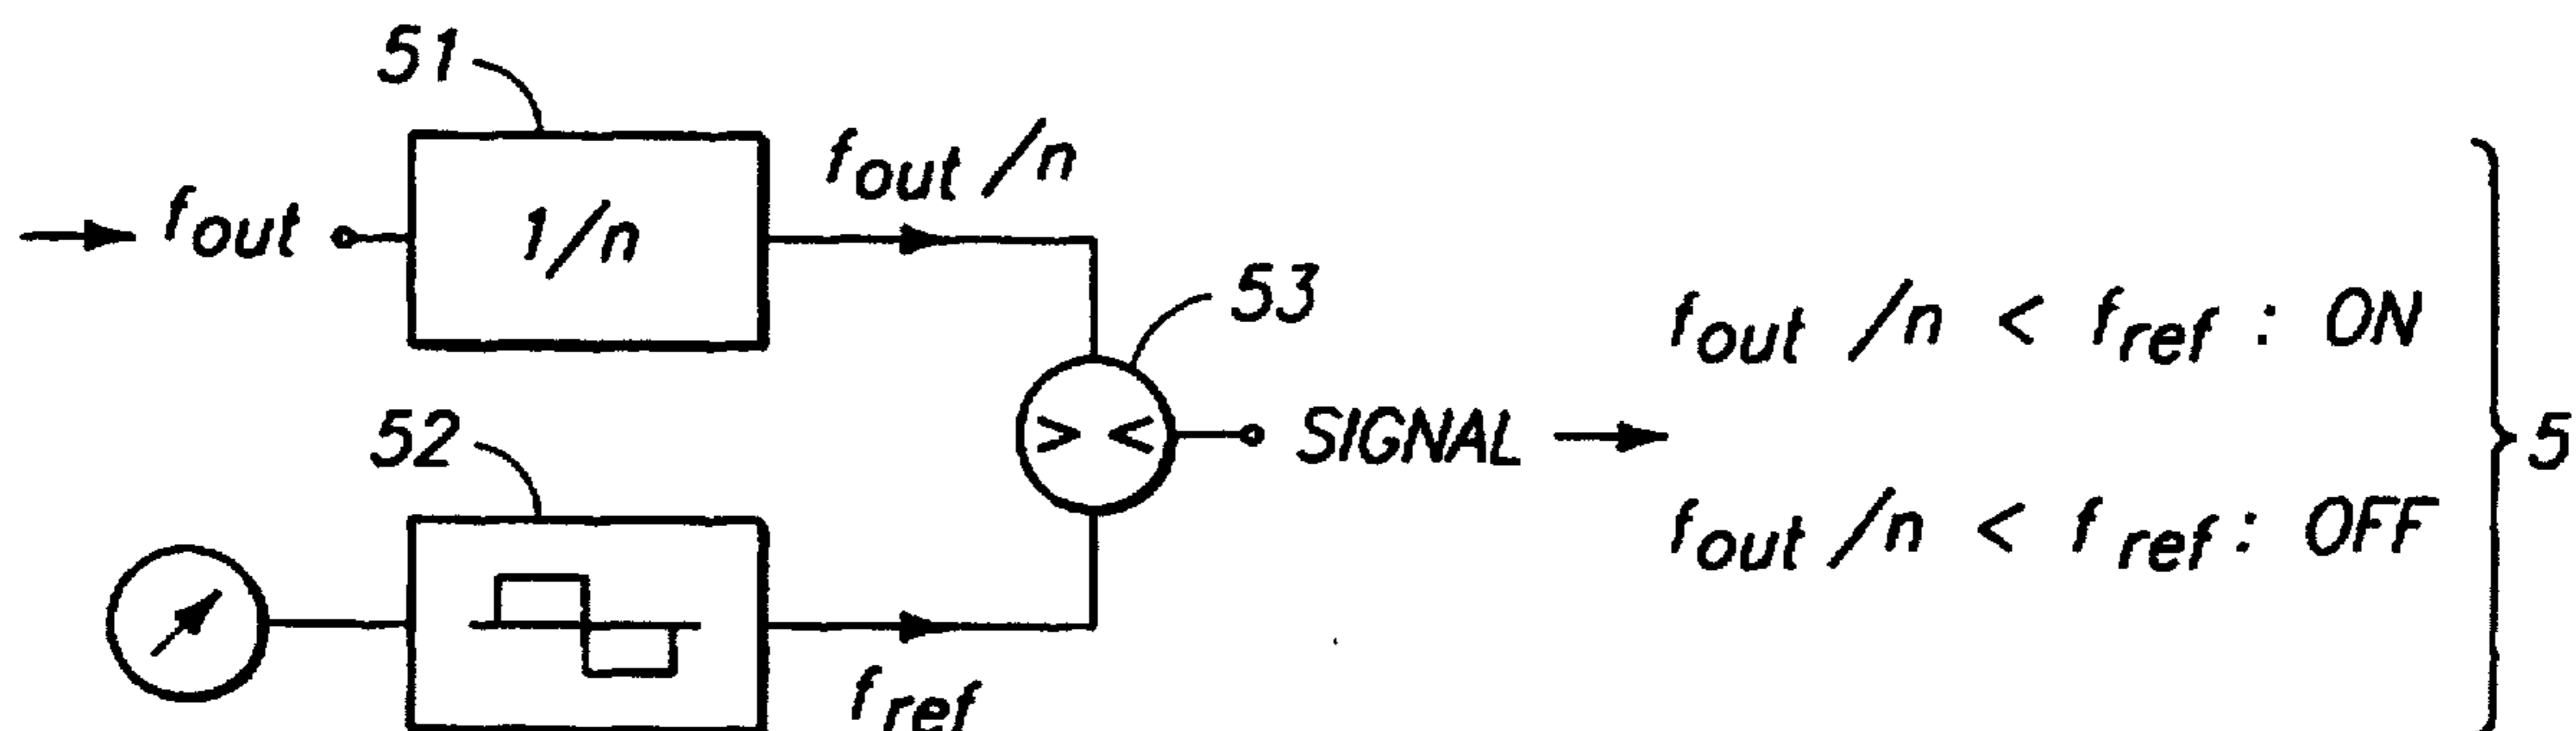 51
f_out
1/n
f_out /n
53
f_out /n < f_ref : ON
> <
SIGNAL
5
52
f_out /n < f_ref : OFF
f_ref